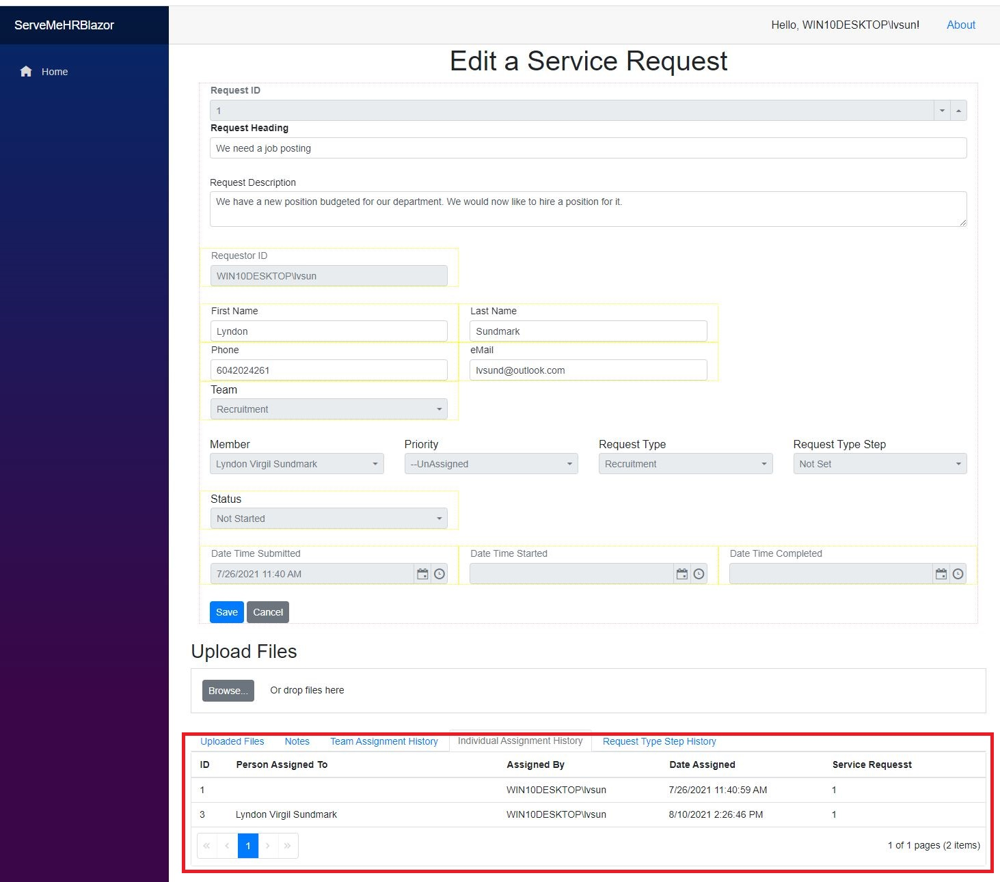 ServeMeHRBlazor
Hello, WIN10DESKTOP\lvsun! About
Home
Edit a Service Request
Request ID
1
Request Heading
We need a job posting
Request Description
We have a new position budgeted for our department. We would now like to hire a position for it.
Requestor ID
WIN10DESKTOP\lvsun
First Name Last Name
Lyndon Sundmark
Phone eMail
6042024261 lvsund@outlook.com
Team
Recruitment
Member Priority Request Type Request Type Step
Lyndon Virgil Sundmark --UnAssigned Recruitment Not Set
Status
Not Started
Date Time Submitted Date Time Started Date Time Completed
7/26/2021 11:40 AM
Save Cancel
Upload Files
Browse... Or drop files here
Uploaded Files Notes Team Assignment History Individual Assignment History Request Type Step History
ID Person Assigned To Assigned By Date Assigned Service Requesst
1 WIN10DESKTOP\lvsun 7/26/2021 11:40:59 AM 1
3 Lyndon Virgil Sundmark WIN10DESKTOP\lvsun 8/10/2021 2:26:46 PM 1
« ‹ 1 › » 1 of 1 pages (2 items)